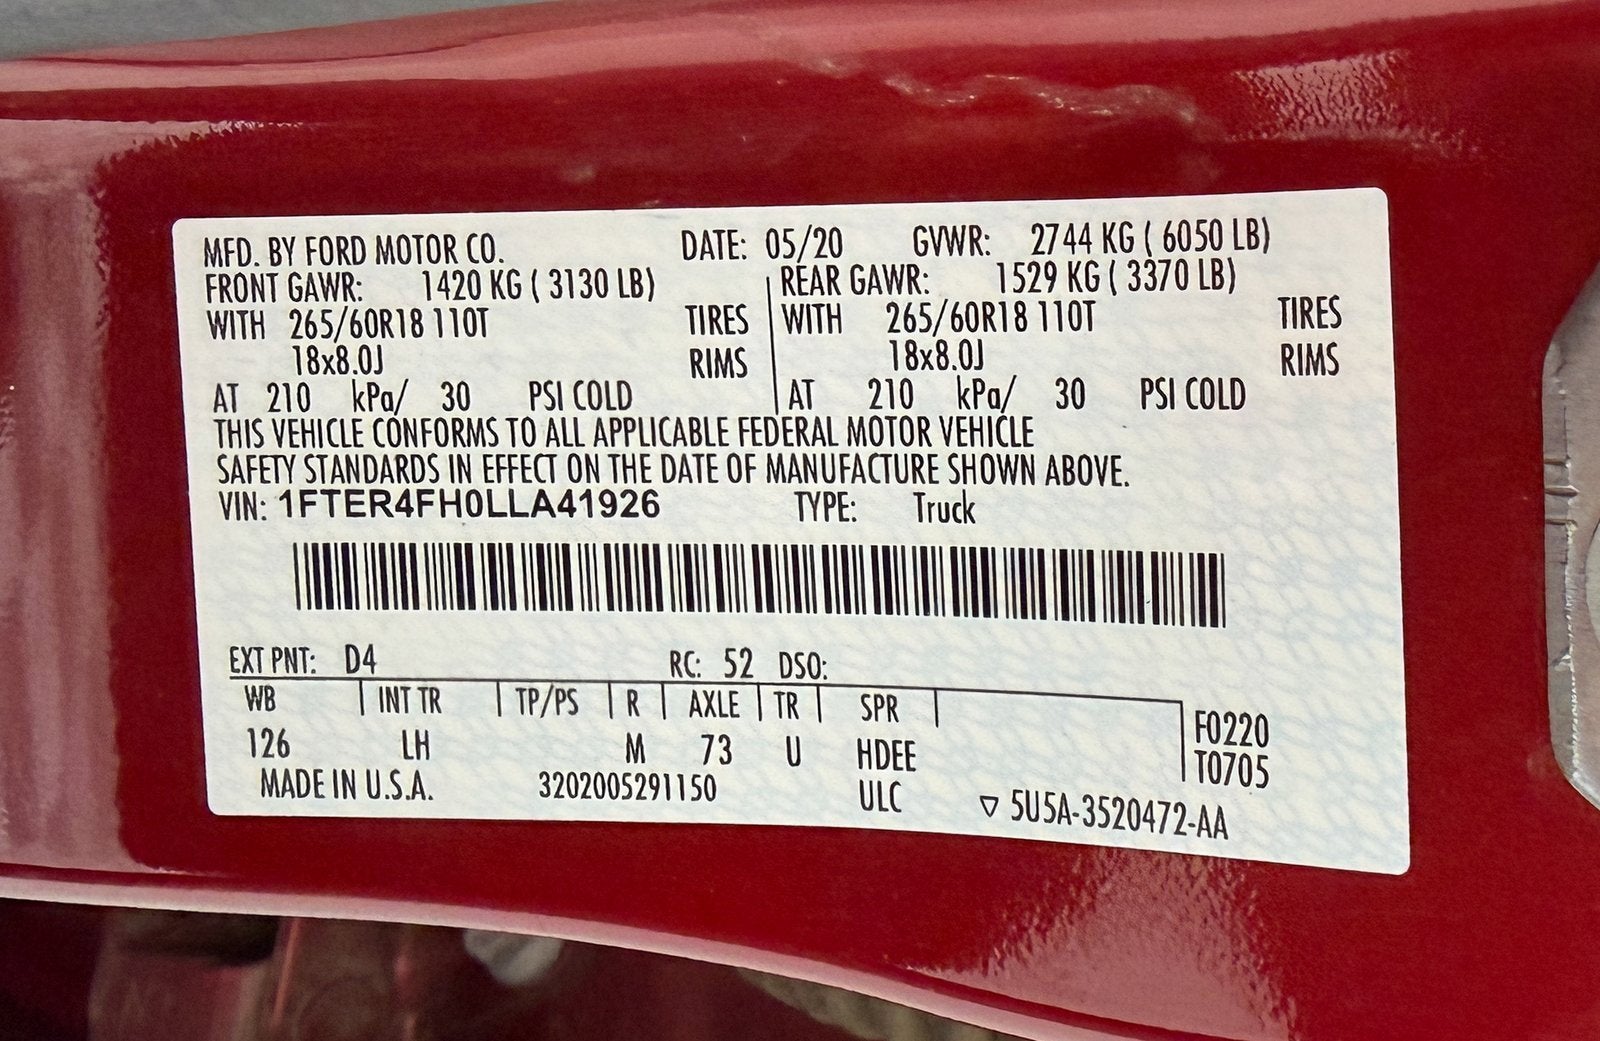 MFD. BY FORD MOTOR CO. DATE: 05/20 GVWR: 2744 KG ( 6050 LB)
FRONT GAWR: 1420 KG ( 3130 LB) REAR GAWR: 1529 KG ( 3370 LB)
WITH 265/60R18 110T TIRES WITH 265/60R18 110T TIRES
18x8.0J RIMS 18x8.0J RIMS
AT 210 kPa/ 30 PSI COLD AT 210 kPa/ 30 PSI COLD
THIS VEHICLE CONFORMS TO ALL APPLICABLE FEDERAL MOTOR VEHICLE
SAFETY STANDARDS IN EFFECT ON THE DATE OF MANUFACTURE SHOWN ABOVE.
VIN: 1FTER4FH0LLA41926 TYPE: Truck
EXT PNT: D4 RC: 52 DSO:
WB INT TR TP/PS R AXLE TR SPR F0220
126 LH M 73 U HDEE T0705
MADE IN U.S.A. 3202005291150 ULC ▽ 5U5A-3520472-AA